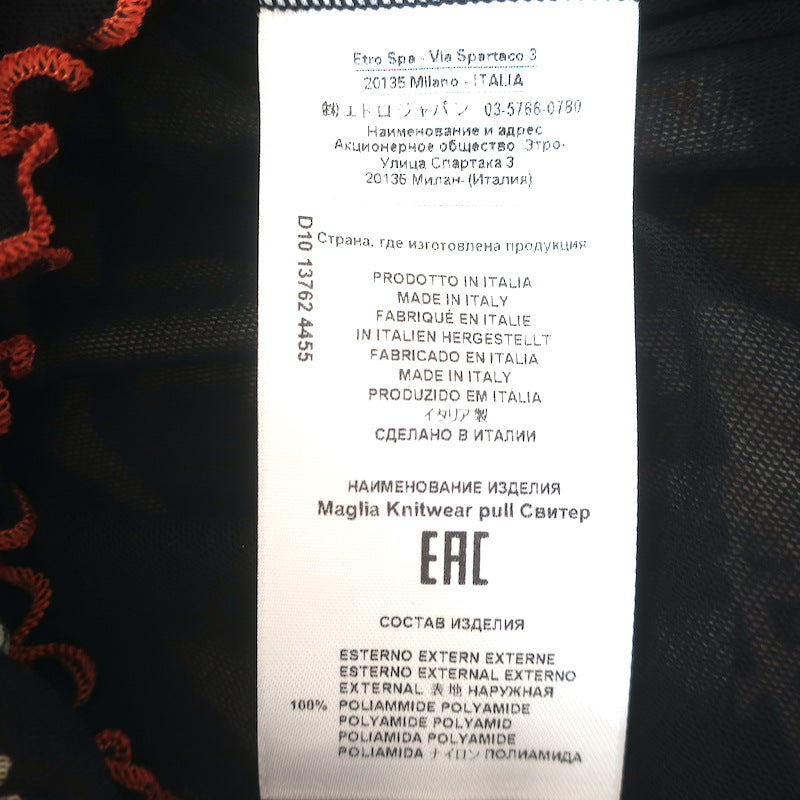 Etro Spa - Via Spartaco 3
20135 Milano - ITALIA
㈱エトロジャパン 03-5766-0780
Наименование и адрес
Акционерное общество Этро-
Улица Спартака 3
20135 Милан- (Италия)
Страна, где изготовлена продукция
D10 13762 4455
PRODOTTO IN ITALIA
MADE IN ITALY
FABRIQUÉ EN ITALIE
IN ITALIEN HERGESTELLT
FABRICADO EN ITALIA
MADE IN ITALY
PRODUZIDO EM ITALIA
イタリア製
СДЕЛАНО В ИТАЛИИ
НАИМЕНОВАНИЕ ИЗДЕЛИЯ
Maglia Knitwear pull Свитер
EAC
СОСТАВ ИЗДЕЛИЯ
ESTERNO EXTERN EXTERNE
ESTERNO EXTERNAL EXTERNO
EXTERNAL 表地 НАРУЖНАЯ
100% POLIAMMIDE POLYAMIDE
POLYAMIDE POLYAMID
POLIAMIDA POLYAMIDE
POLIAMIDA ナイロン ПОЛИАМИДА